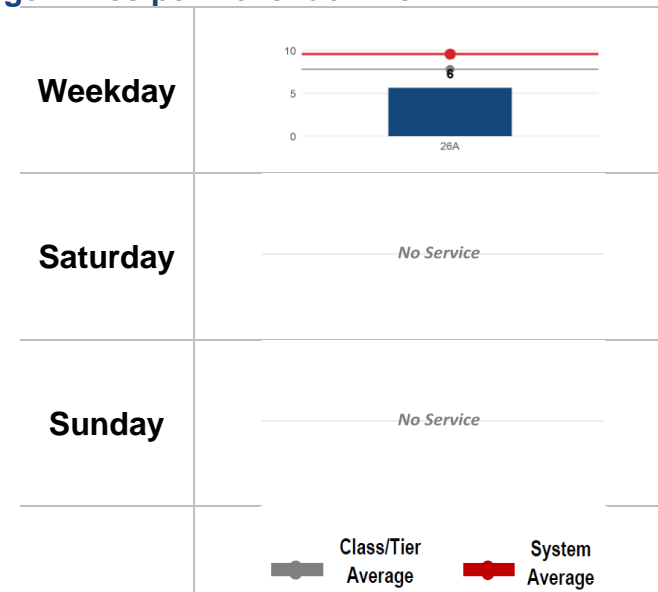 Weekday
10
5
0
6
26A
Saturday
No Service
Sunday
No Service
Class/Tier
Average
System
Average